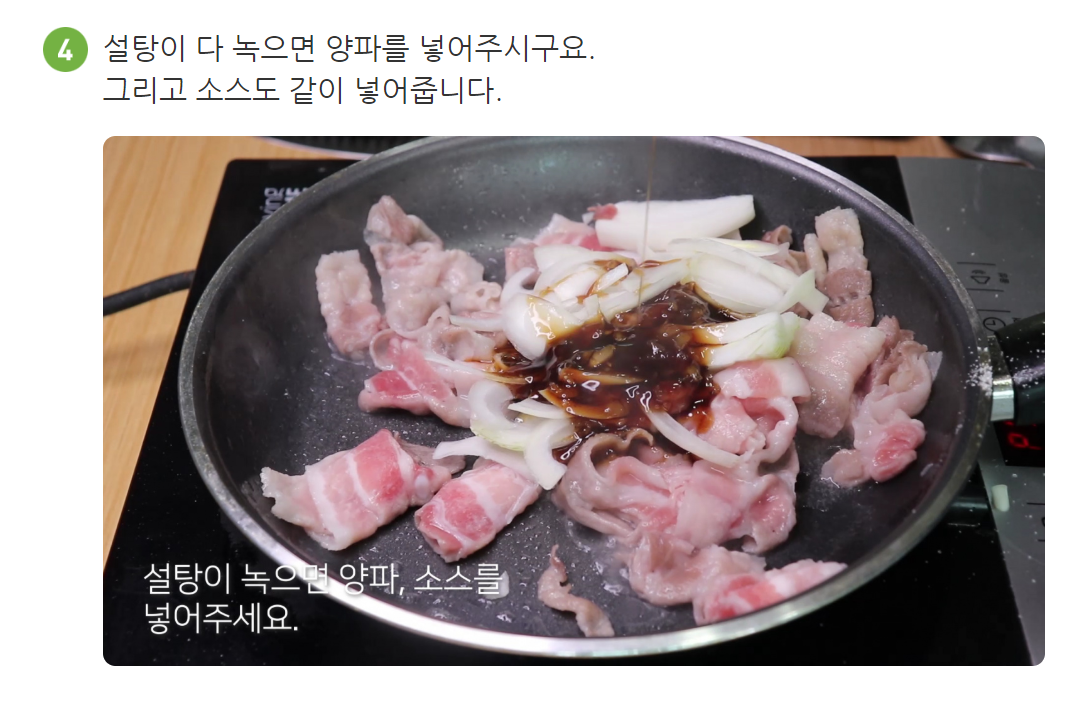 4 설탕이 다 녹으면 양파를 넣어주시구요.
그리고 소스도 같이 넣어줍니다.
설탕이 녹으면 양파, 소스를
넣어주세요.